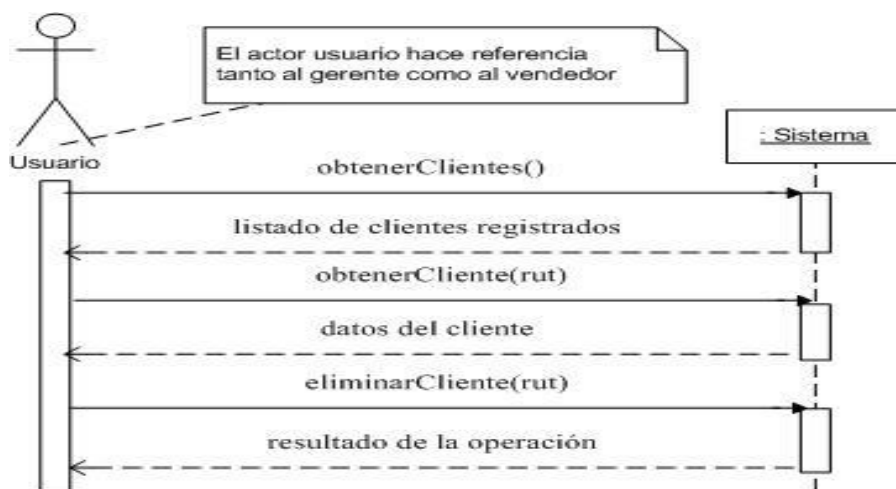 El actor usuario hace referencia
tanto al gerente como al vendedor
: Sistema
Usuario
obtenerClientes()
listado de clientes registrados
obtenerCliente(rut)
datos del cliente
eliminarCliente(rut)
resultado de la operación